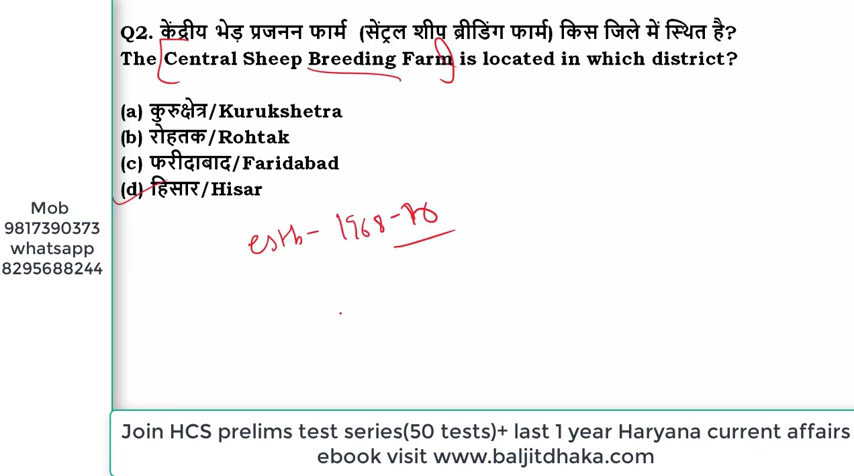 Q2. केंद्रीय भेड़ प्रजनन फार्म (सेंट्रल शीप ब्रीडिंग फार्म) किस जिले में स्थित है?
The Central Sheep Breeding Farm is located in which district?
(a) कुरुक्षेत्र/Kurukshetra
(b) रोहतक/Rohtak
(c) फरीदाबाद/Faridabad
(d) हिसार/Hisar
Mob
9817390373
whatsapp
8295688244
estb - 1968-
Join HCS prelims test series(50 tests)+ last 1 year Haryana current affairs
ebook visit www.baljitdhaka.com